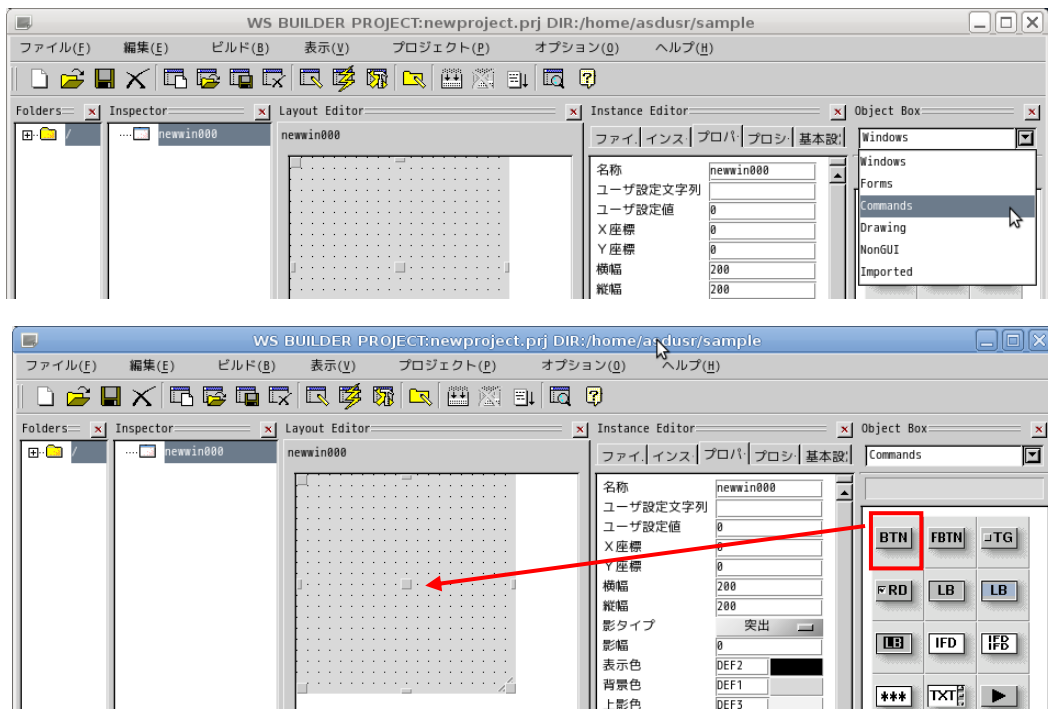 WS BUILDER PROJECT:newproject.prj DIR:/home/asdusr/sample
ファイル(F) 編集(E) ビルド(B) 表示(V) プロジェクト(P) オプション(O) ヘルプ(H)
Folders Inspector Layout Editor Instance Editor Object Box
/ newwin000 newwin000 ファイ. インス プロパ プロシ 基本設 Windows
名称 newwin000
ユーザ設定文字列
ユーザ設定値 0
X座標 0
Y座標 0
横幅 200
縦幅 200
Windows
Forms
Commands
Drawing
NonGUI
Imported
WS BUILDER PROJECT:newproject.prj DIR:/home/asdusr/sample
ファイル(F) 編集(E) ビルド(B) 表示(V) プロジェクト(P) オプション(O) ヘルプ(H)
Folders Inspector Layout Editor Instance Editor Object Box
/ newwin000 newwin000 ファイ. インス プロパ プロシ 基本設 Commands
名称 newwin000
ユーザ設定文字列
ユーザ設定値 0
X座標 0
Y座標 0
横幅 200
縦幅 200
影タイプ 突出
影幅 0
表示色 DEF2
背景色 DEF1
上影色 DEF3
BTN FBTN TG
RD LB LB
LB IFD IFD
*** TXT